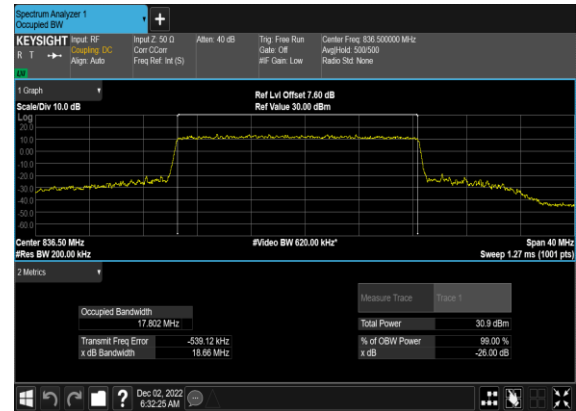 Spectrum Analyzer 1
Occupied BW
KEYSIGHT
R T
LXI
Input: RF
Coupling: DC
Align: Auto
Input Z: 50 Ω
Corr CCorr
Freq Ref: Int (S)
Atten: 40 dB
Trig: Free Run
Gate: Off
#IF Gain: Low
Center Freq: 836.500000 MHz
Avg|Hold: 500/500
Radio Std: None
1 Graph
Scale/Div 10.0 dB
Ref Lvl Offset 7.60 dB
Ref Value 30.00 dBm
Log
20.0
10.0
0.00
-10.0
-20.0
-30.0
-40.0
-50.0
-60.0
Center 836.50 MHz
#Video BW 620.00 kHz*
Span 40 MHz
#Res BW 200.00 kHz
Sweep 1.27 ms (1001 pts)
2 Metrics
Measure Trace Trace 1
Occupied Bandwidth
17.802 MHz
Total Power 30.9 dBm
Transmit Freq Error -539.12 kHz
% of OBW Power 99.00 %
x dB Bandwidth 18.66 MHz
x dB -26.00 dB
?
Dec 02, 2022
6:32:25 AM